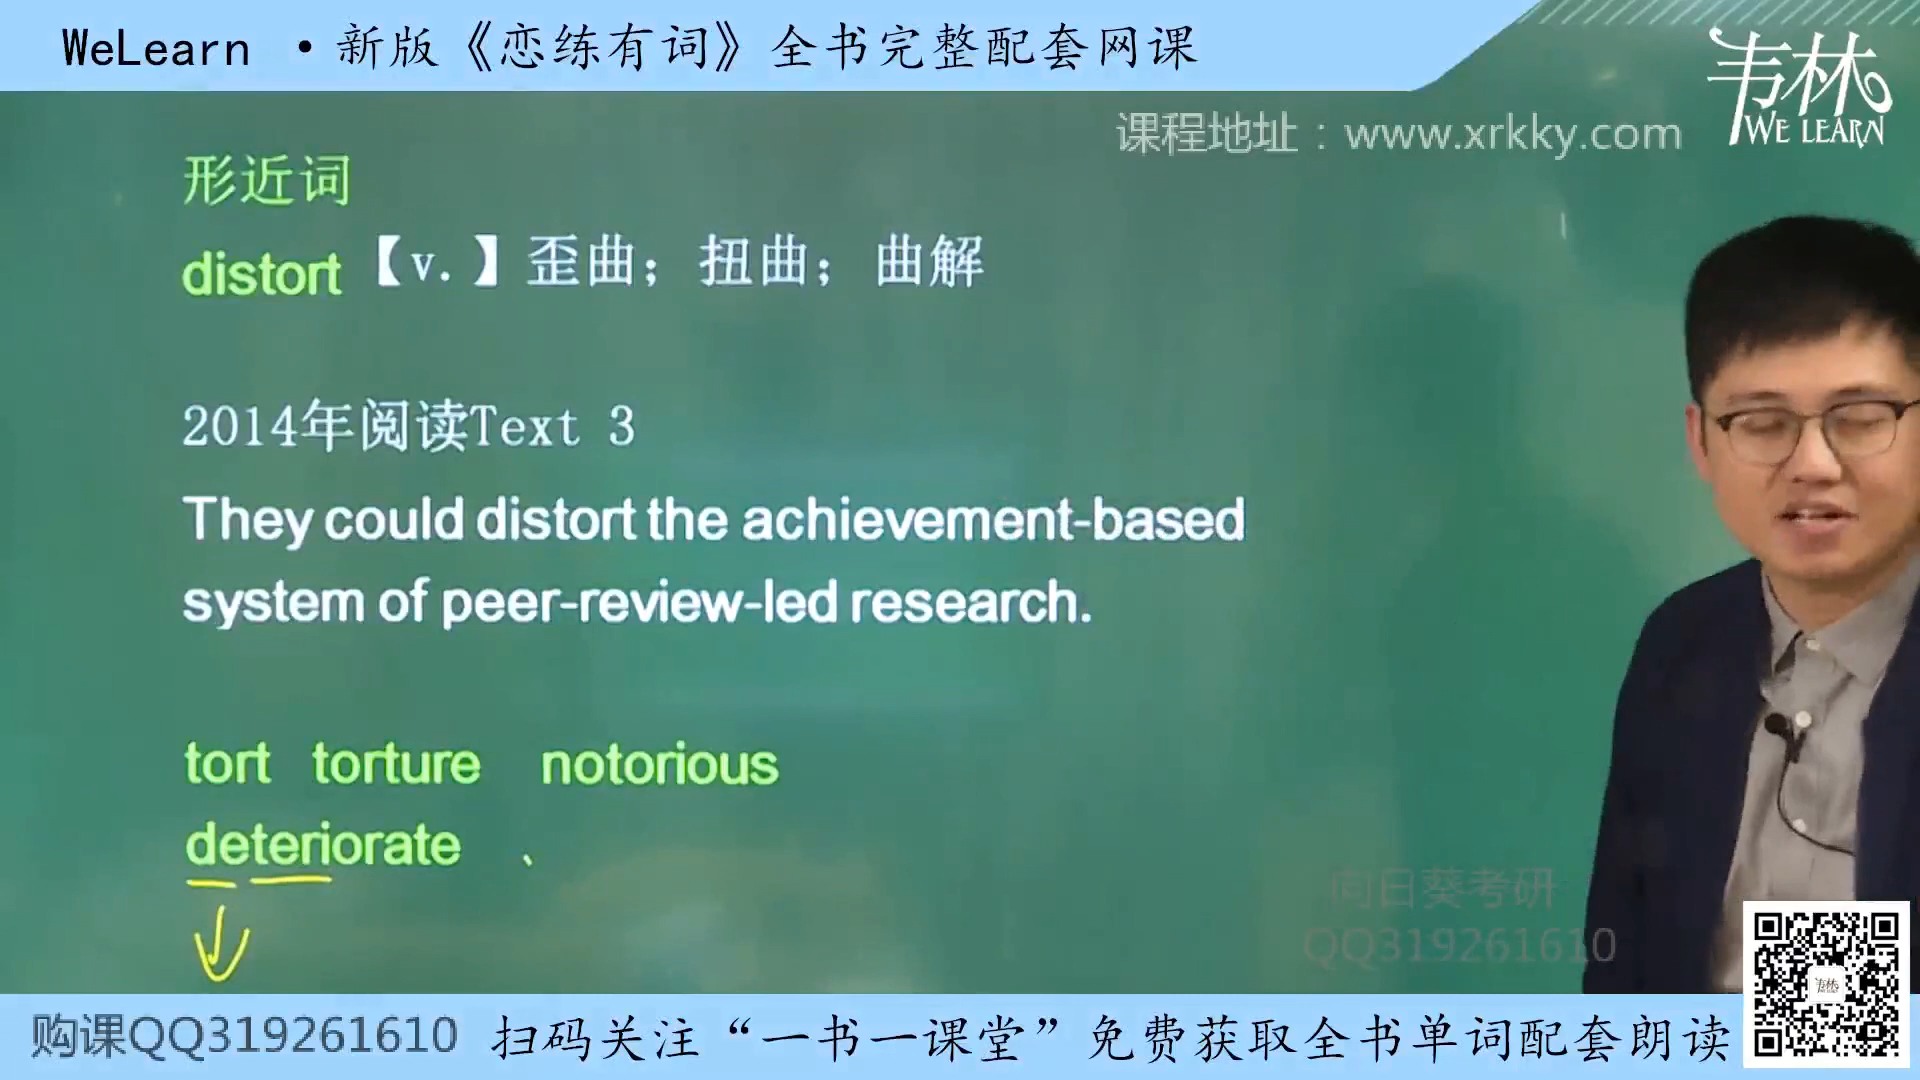 WeLearn ·新版《恋练有词》全书完整配套网课
韦林
WE LEARN
课程地址：www.xrkky.com
形近词
distort【v.】歪曲；扭曲；曲解
2014年阅读Text 3
They could distort the achievement-based
system of peer-review-led research.
tort torture notorious
deteriorate 、
向日葵考研
QQ319261610
购课QQ319261610 扫码关注“一书一课堂”免费获取全书单词配套朗读
韦林